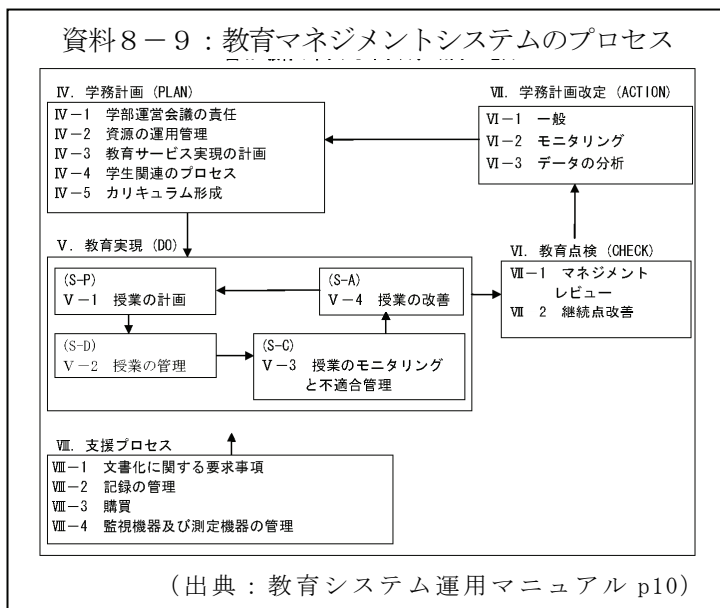 資料８－９：教育マネジメントシステムのプロセス
Ⅳ. 学務計画 (PLAN)
Ⅳ－1 学部運営会議の責任
Ⅳ－2 資源の運用管理
Ⅳ－3 教育サービス実現の計画
Ⅳ－4 学生関連のプロセス
Ⅳ－5 カリキュラム形成
Ⅶ. 学務計画改定 (ACTION)
Ⅵ－1 一般
Ⅵ－2 モニタリング
Ⅵ－3 データの分析
Ⅴ. 教育実現 (DO)
(S-P)
Ⅴ－1 授業の計画
(S-A)
Ⅴ－4 授業の改善
(S-D)
Ⅴ－2 授業の管理
(S-C)
Ⅴ－3 授業のモニタリング
と不適合管理
Ⅵ. 教育点検 (CHECK)
Ⅶ－1 マネジメント
レビュー
Ⅶ 2 継続点改善
Ⅷ. 支援プロセス
Ⅷ－1 文書化に関する要求事項
Ⅷ－2 記録の管理
Ⅷ－3 購買
Ⅷ－4 監視機器及び測定機器の管理
（出典：教育システム運用マニュアル p10）